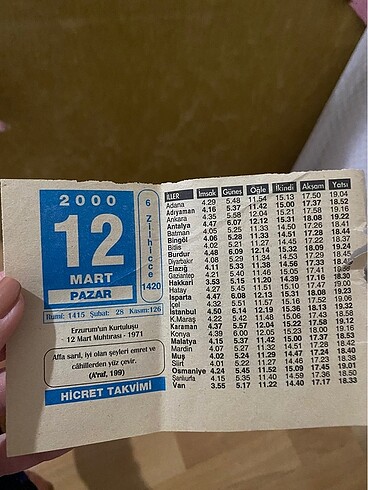 2000
12
MART
PAZAR
6 Zilhicce 1420
Rumi: 1415 Şubat: 28 Kasım: 126
Erzurum'un Kurtuluşu
- 12 Mart Muhtırası - 1971
Affa sarıl, iyi olan şeyleri emret ve
câhillerden yüz çevir.
(A'raf, 199)
HİCRET TAKVİMİ
İLLER İmsak Güneş Öğle İkindi Akşam Yatsı
Adana 4.29 5.48 11.54 15.13 17.50 19.04
Adıyaman 4.16 5.37 11.42 15.00 17.37 18.52
Ankara 4.35 5.58 12.04 15.21 17.58 19.16
Antalya 4.47 6.07 12.12 15.31 18.08 19.22
Batman 4.05 5.25 11.33 14.50 17.26 18.41
Bingöl 4.06 5.28 11.33 14.51 17.28 18.44
Bitlis 4.02 5.21 11.27 14.45 17.22 18.37
Burdur 4.48 6.09 12.14 15.32 18.09 19.24
Diyarbakır 4.08 5.29 11.34 14.53 17.29
Elazığ 4.11 5.33 11.38 14.56 17.33
Gaziantep 4.21 5.40 11.46 15.05 17.41
Hakkari 3.53 5.15 11.20 14.39 17.16 18.30
Hatay 4.27 5.45 11.51 15.10 17.47 19.00
Isparta 4.47 6.08 12.13 15.31 18.08 19.23
İçel 4.32 5.51 11.57 15.16 17.52 19.06
İstanbul 4.50 6.14 12.19 15.36 18.13 19.32
K.Maraş 4.22 5.42 11.48 15.06 17.43 18.58
Karaman 4.37 5.57 12.04 15.22 17.58
Konya 4.39 6.00 12.05 15.23 18.00 19.16
Malatya 4.15 5.37 11.42 15.00 17.37 18.53
Mardin 4.07 5.27 11.32 14.51 17.28 18.42
Muş 4.02 5.24 11.29 14.47 17.24 18.40
Siirt 4.01 5.22 11.27 14.46 17.23 18.38
Osmaniye 4.24 5.45 11.52 15.09 17.45 19.01
Şanlıurfa 4.15 5.35 11.40 14.59 17.36 18.50
Van 3.55 5.17 11.22 14.40 17.17 18.33